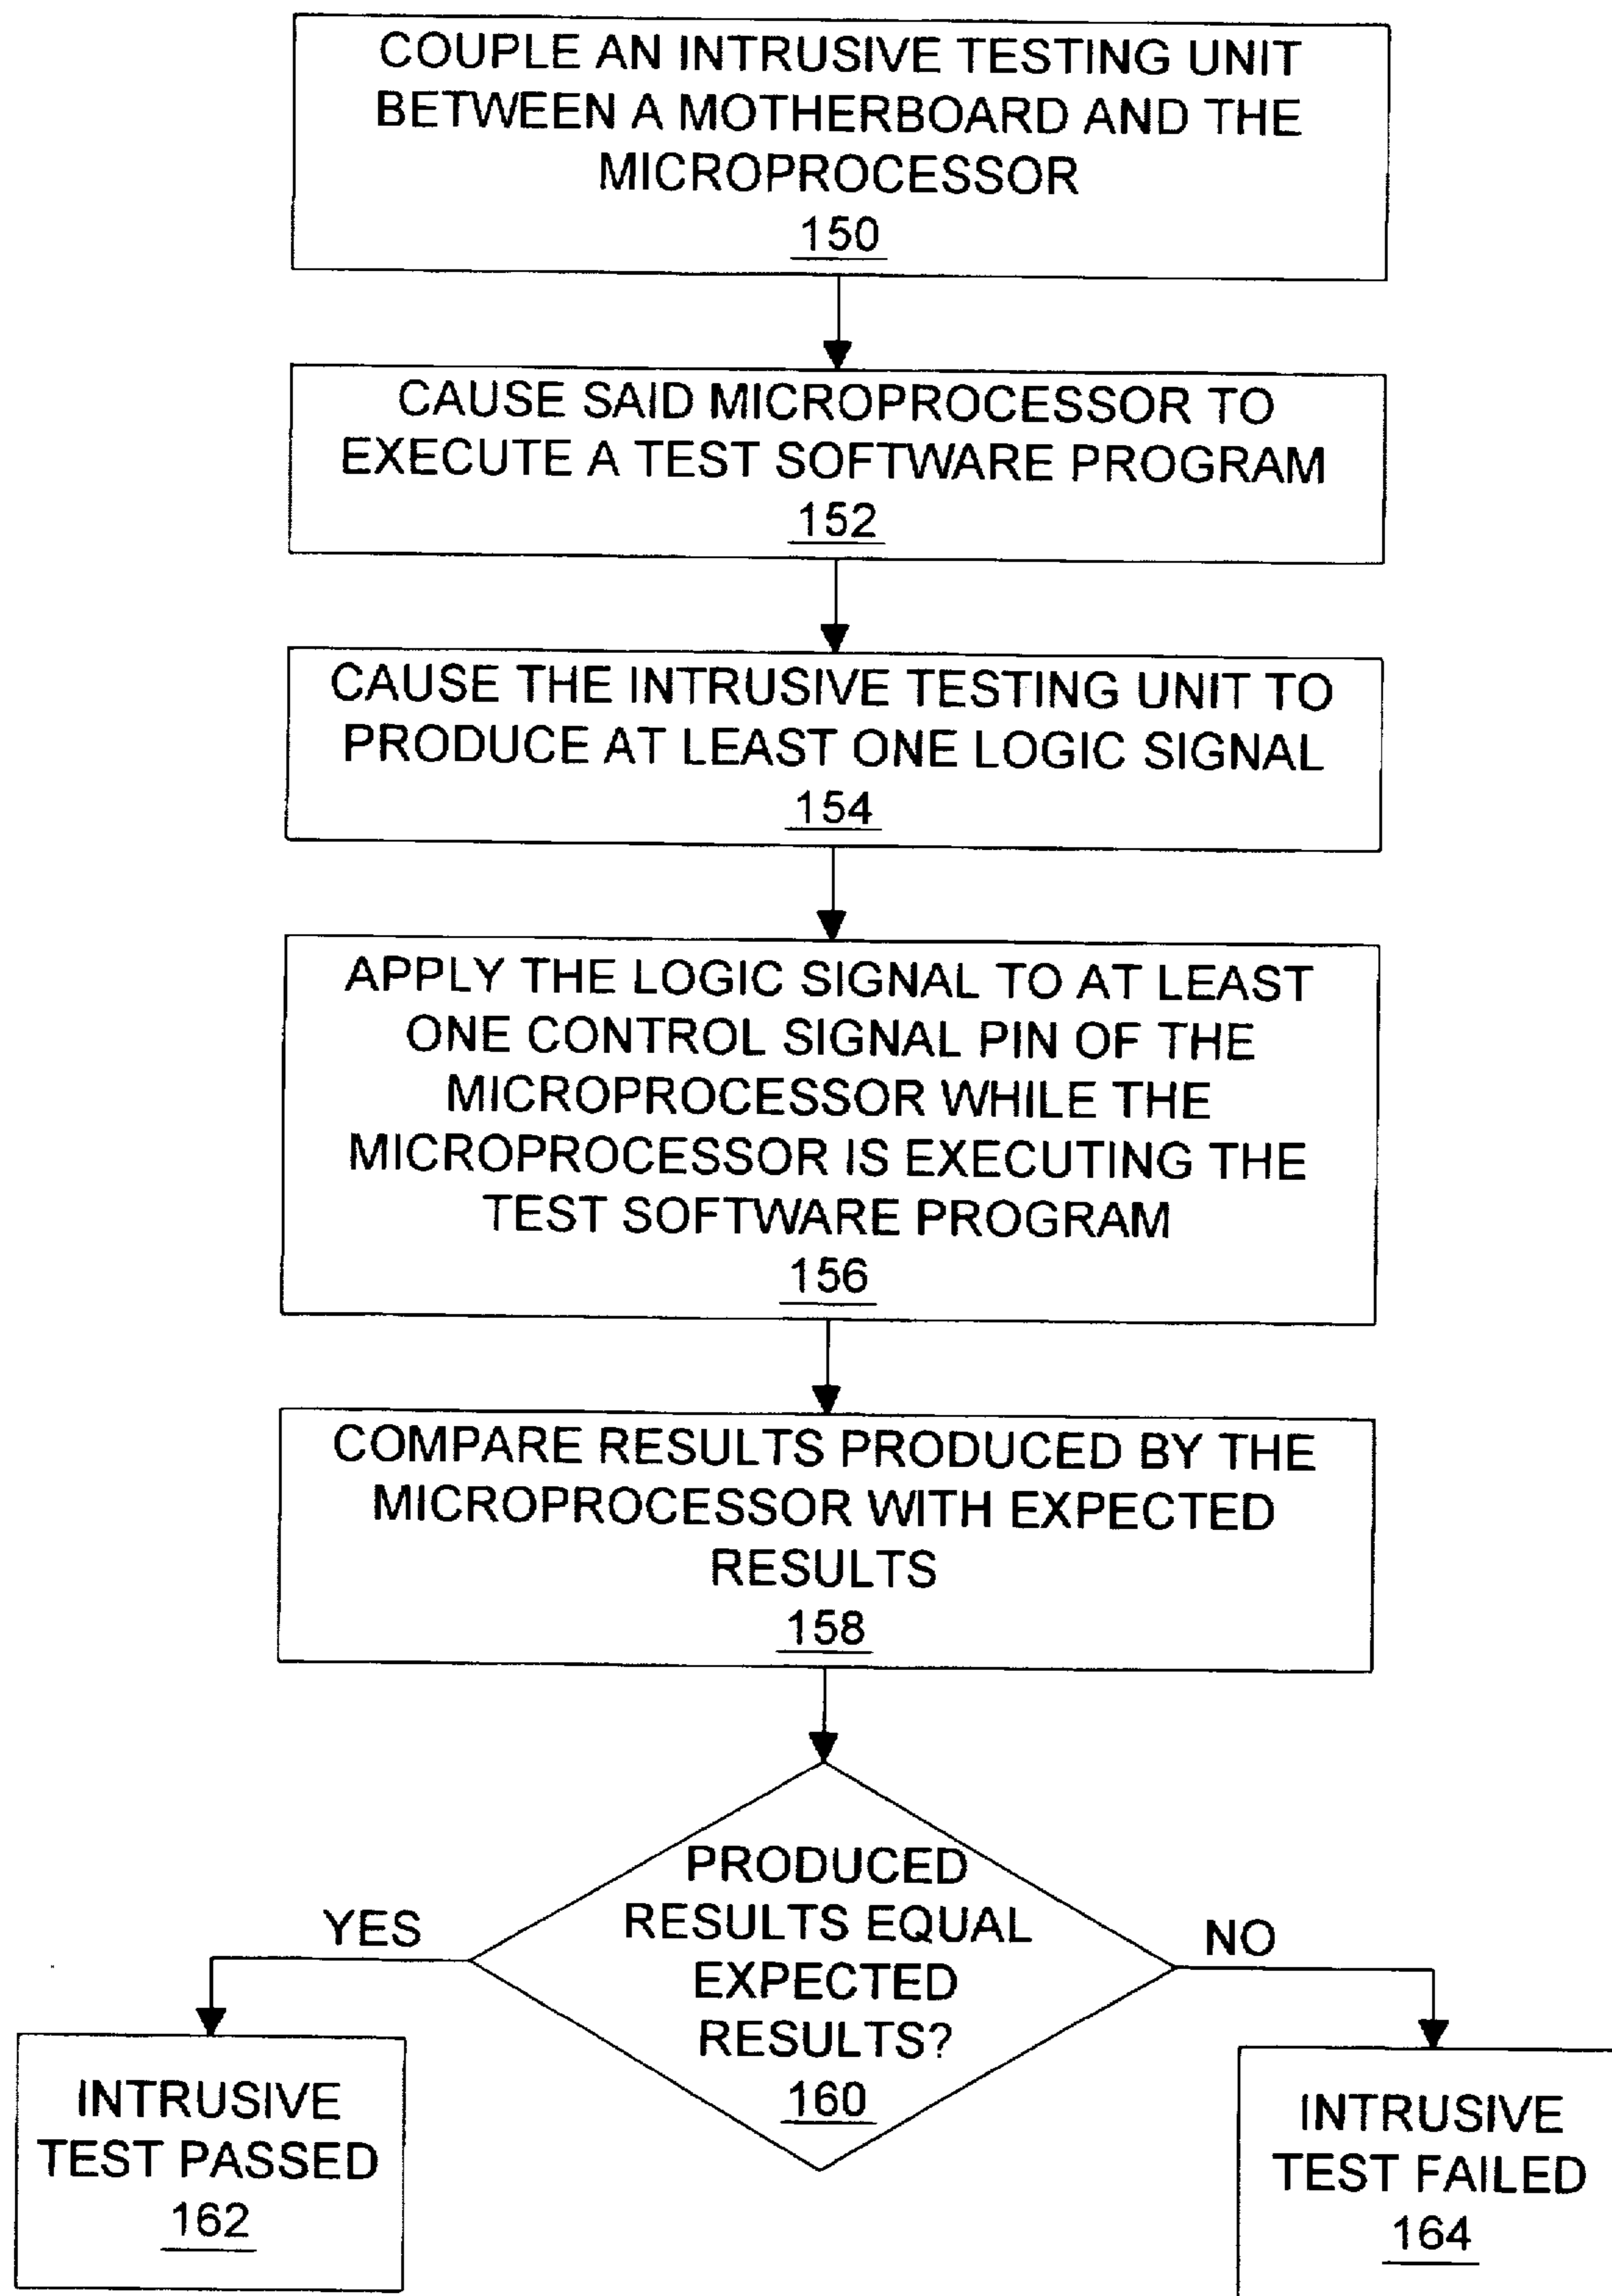 COUPLE AN INTRUSIVE TESTING UNIT
BETWEEN A MOTHERBOARD AND THE
MICROPROCESSOR
150
CAUSE SAID MICROPROCESSOR TO
EXECUTE A TEST SOFTWARE PROGRAM
152
CAUSE THE INTRUSIVE TESTING UNIT TO
PRODUCE AT LEAST ONE LOGIC SIGNAL
154
APPLY THE LOGIC SIGNAL TO AT LEAST
ONE CONTROL SIGNAL PIN OF THE
MICROPROCESSOR WHILE THE
MICROPROCESSOR IS EXECUTING THE
TEST SOFTWARE PROGRAM
156
COMPARE RESULTS PRODUCED BY THE
MICROPROCESSOR WITH EXPECTED
RESULTS
158
PRODUCED
RESULTS EQUAL
EXPECTED
RESULTS?
160
YES
NO
INTRUSIVE
TEST PASSED
162
INTRUSIVE
TEST FAILED
164